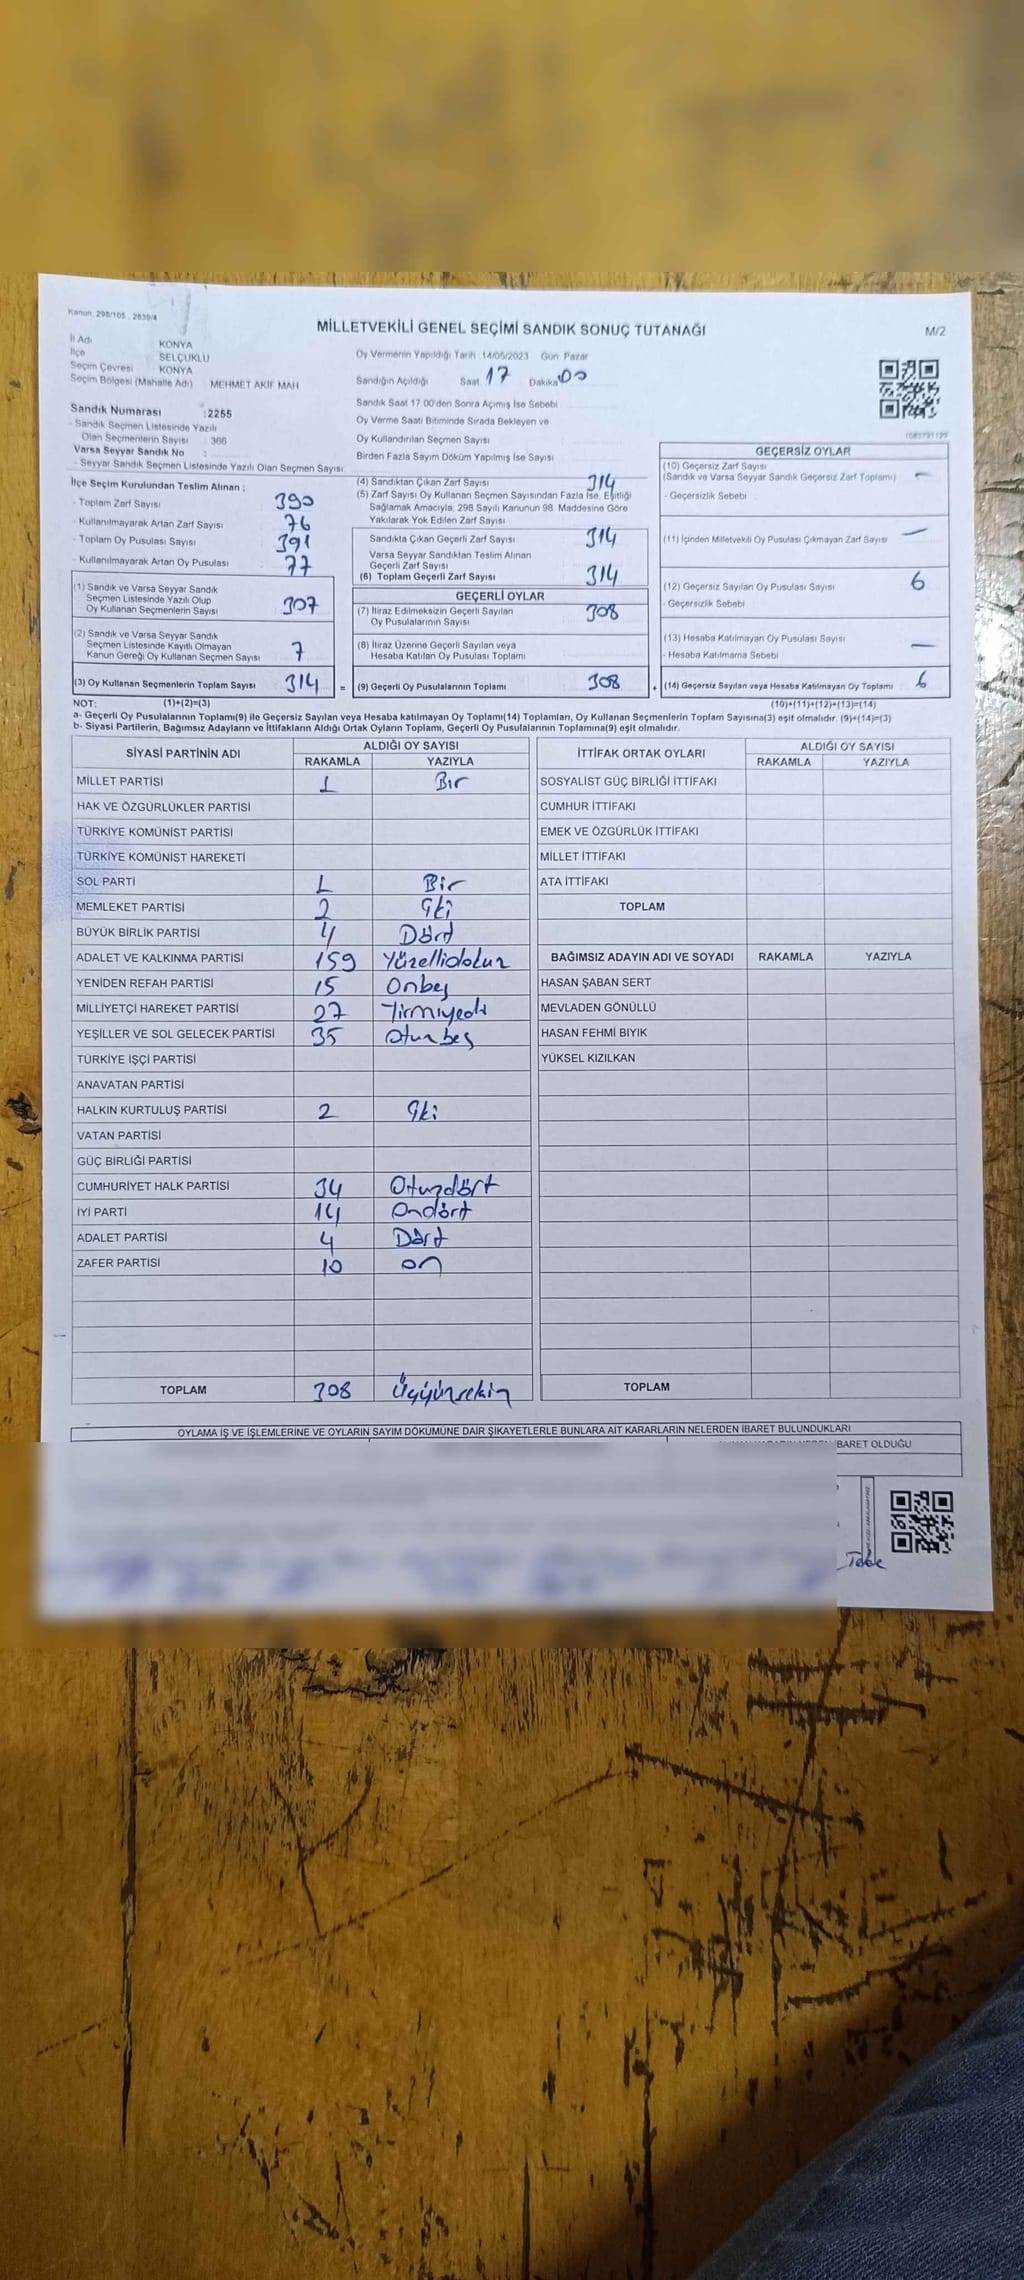 Kanun: 298/105 , 2839/4
MİLLETVEKİLİ GENEL SEÇİMİ SANDIK SONUÇ TUTANAĞI
M/2
İl Adı KONYA
İlçe SELÇUKLU
Seçim Çevresi KONYA
Seçim Bölgesi (Mahalle Adı) : MEHMET AKİF MAH
Sandık Numarası :2255
- Sandık Seçmen Listesinde Yazılı
Olan Seçmenlerin Sayısı : 366
Varsa Seyyar Sandık No :
- Seyyar Sandık Seçmen Listesinde Yazılı Olan Seçmen Sayısı:
Oy Vermenin Yapıldığı Tarih 14/05/2023 Gün Pazar
Sandığın Açıldığı Saat 17 Dakika 00
Sandık Saat 17:00'den Sonra Açımış İse Sebebi
Oy Verme Saati Bitiminde Sırada Bekleyen ve
Oy Kullandırılan Seçmen Sayısı
Birden Fazla Sayım Döküm Yapılmış İse Sayısı
İlçe Seçim Kurulundan Teslim Alınan ;
- Toplam Zarf Sayısı 390
- Kullanılmayarak Artan Zarf Sayısı 76
- Toplam Oy Pusulası Sayısı 391
- Kullanılmayarak Artan Oy Pusulası 77
(1) Sandık ve Varsa Seyyar Sandık
Seçmen Listesinde Yazılı Olup
Oy Kullanan Seçmenlerin Sayısı 307
(2) Sandık ve Varsa Seyyar Sandık
Seçmen Listesinde Kayıtlı Olmayan
Kanun Gereği Oy Kullanan Seçmen Sayısı 7
(3) Oy Kullanan Seçmenlerin Toplam Sayısı 314 =
(4) Sandıktan Çıkan Zarf Sayısı 314
(5) Zarf Sayısı Oy Kullanan Seçmen Sayısından Fazla İse, Eşitliği
Sağlamak Amacıyla, 298 Sayılı Kanunun 98. Maddesine Göre
Yakılarak Yok Edilen Zarf Sayısı
Sandıkta Çıkan Geçerli Zarf Sayısı 314
Varsa Seyyar Sandıktan Teslim Alınan
Geçerli Zarf Sayısı
(6) Toplam Geçerli Zarf Sayısı 314
GEÇERLİ OYLAR
(7) İtiraz Edilmeksizin Geçerli Sayılan
Oy Pusulalarının Sayısı 308
(8) İtiraz Üzerine Geçerli Sayılan veya
Hesaba Katılan Oy Pusulası Toplamı
(9) Geçerli Oy Pusulalarının Toplamı 308 +
GEÇERSİZ OYLAR
(10) Geçersiz Zarf Sayısı
(Sandık ve Varsa Seyyar Sandık Geçersiz Zarf Toplamı) —
- Geçersizlik Sebebi
(11) İçinden Milletvekili Oy Pusulası Çıkmayan Zarf Sayısı —
(12) Geçersiz Sayılan Oy Pusulası Sayısı 6
- Geçersizlik Sebebi
(13) Hesaba Katılmayan Oy Pusulası Sayısı
- Hesaba Katılmama Sebebi —
(14) Geçersiz Sayılan veya Hesaba Katılmayan Oy Toplamı 6
NOT: (1)+(2)=(3) (10)+(11)+(12)+(13)=(14)
a- Geçerli Oy Pusulalarının Toplamı(9) ile Geçersiz Sayılan veya Hesaba katılmayan Oy Toplamı(14) Toplamları, Oy Kullanan Seçmenlerin Toplam Sayısına(3) eşit olmalıdır. (9)+(14)=(3)
b- Siyasi Partilerin, Bağımsız Adayların ve İttifakların Aldığı Ortak Oyların Toplamı, Geçerli Oy Pusulalarının Toplamına(9) eşit olmalıdır.
SİYASİ PARTİNİN ADI ALDIĞI OY SAYISI
RAKAMLA YAZIYLA
MİLLET PARTİSİ 1 Bir
HAK VE ÖZGÜRLÜKLER PARTİSİ
TÜRKİYE KOMÜNİST PARTİSİ
TÜRKİYE KOMÜNİST HAREKETİ
SOL PARTİ 1 Bir
MEMLEKET PARTİSİ 2 İki
BÜYÜK BİRLİK PARTİSİ 4 Dört
ADALET VE KALKINMA PARTİSİ 159 Yüzellidokuz
YENİDEN REFAH PARTİSİ 15 Onbeş
MİLLİYETÇİ HAREKET PARTİSİ 27 Yirmiyedi
YEŞİLLER VE SOL GELECEK PARTİSİ 35 Otuzbeş
TÜRKİYE İŞÇİ PARTİSİ
ANAVATAN PARTİSİ
HALKIN KURTULUŞ PARTİSİ 2 İki
VATAN PARTİSİ
GÜÇ BİRLİĞİ PARTİSİ
CUMHURİYET HALK PARTİSİ 34 Otuzdört
İYİ PARTİ 14 Ondört
ADALET PARTİSİ 4 Dört
ZAFER PARTİSİ 10 on
TOPLAM 308 Üçyüzsekiz
İTTİFAK ORTAK OYLARI ALDIĞI OY SAYISI
RAKAMLA YAZIYLA
SOSYALİST GÜÇ BİRLİĞİ İTTİFAKI
CUMHUR İTTİFAKI
EMEK VE ÖZGÜRLÜK İTTİFAKI
MİLLET İTTİFAKI
ATA İTTİFAKI
TOPLAM
BAĞIMSIZ ADAYIN ADI VE SOYADI RAKAMLA YAZIYLA
HASAN ŞABAN SERT
MEVLADEN GÖNÜLLÜ
HASAN FEHMİ BIYIK
YÜKSEL KIZILKAN
TOPLAM
OYLAMA İŞ VE İŞLEMLERİNE VE OYLARIN SAYIM DÖKÜMÜNE DAİR ŞİKAYETLERLE BUNLARA AİT KARARLARIN NELERDEN İBARET BULUNDUKLARI
İBARET OLDUĞU